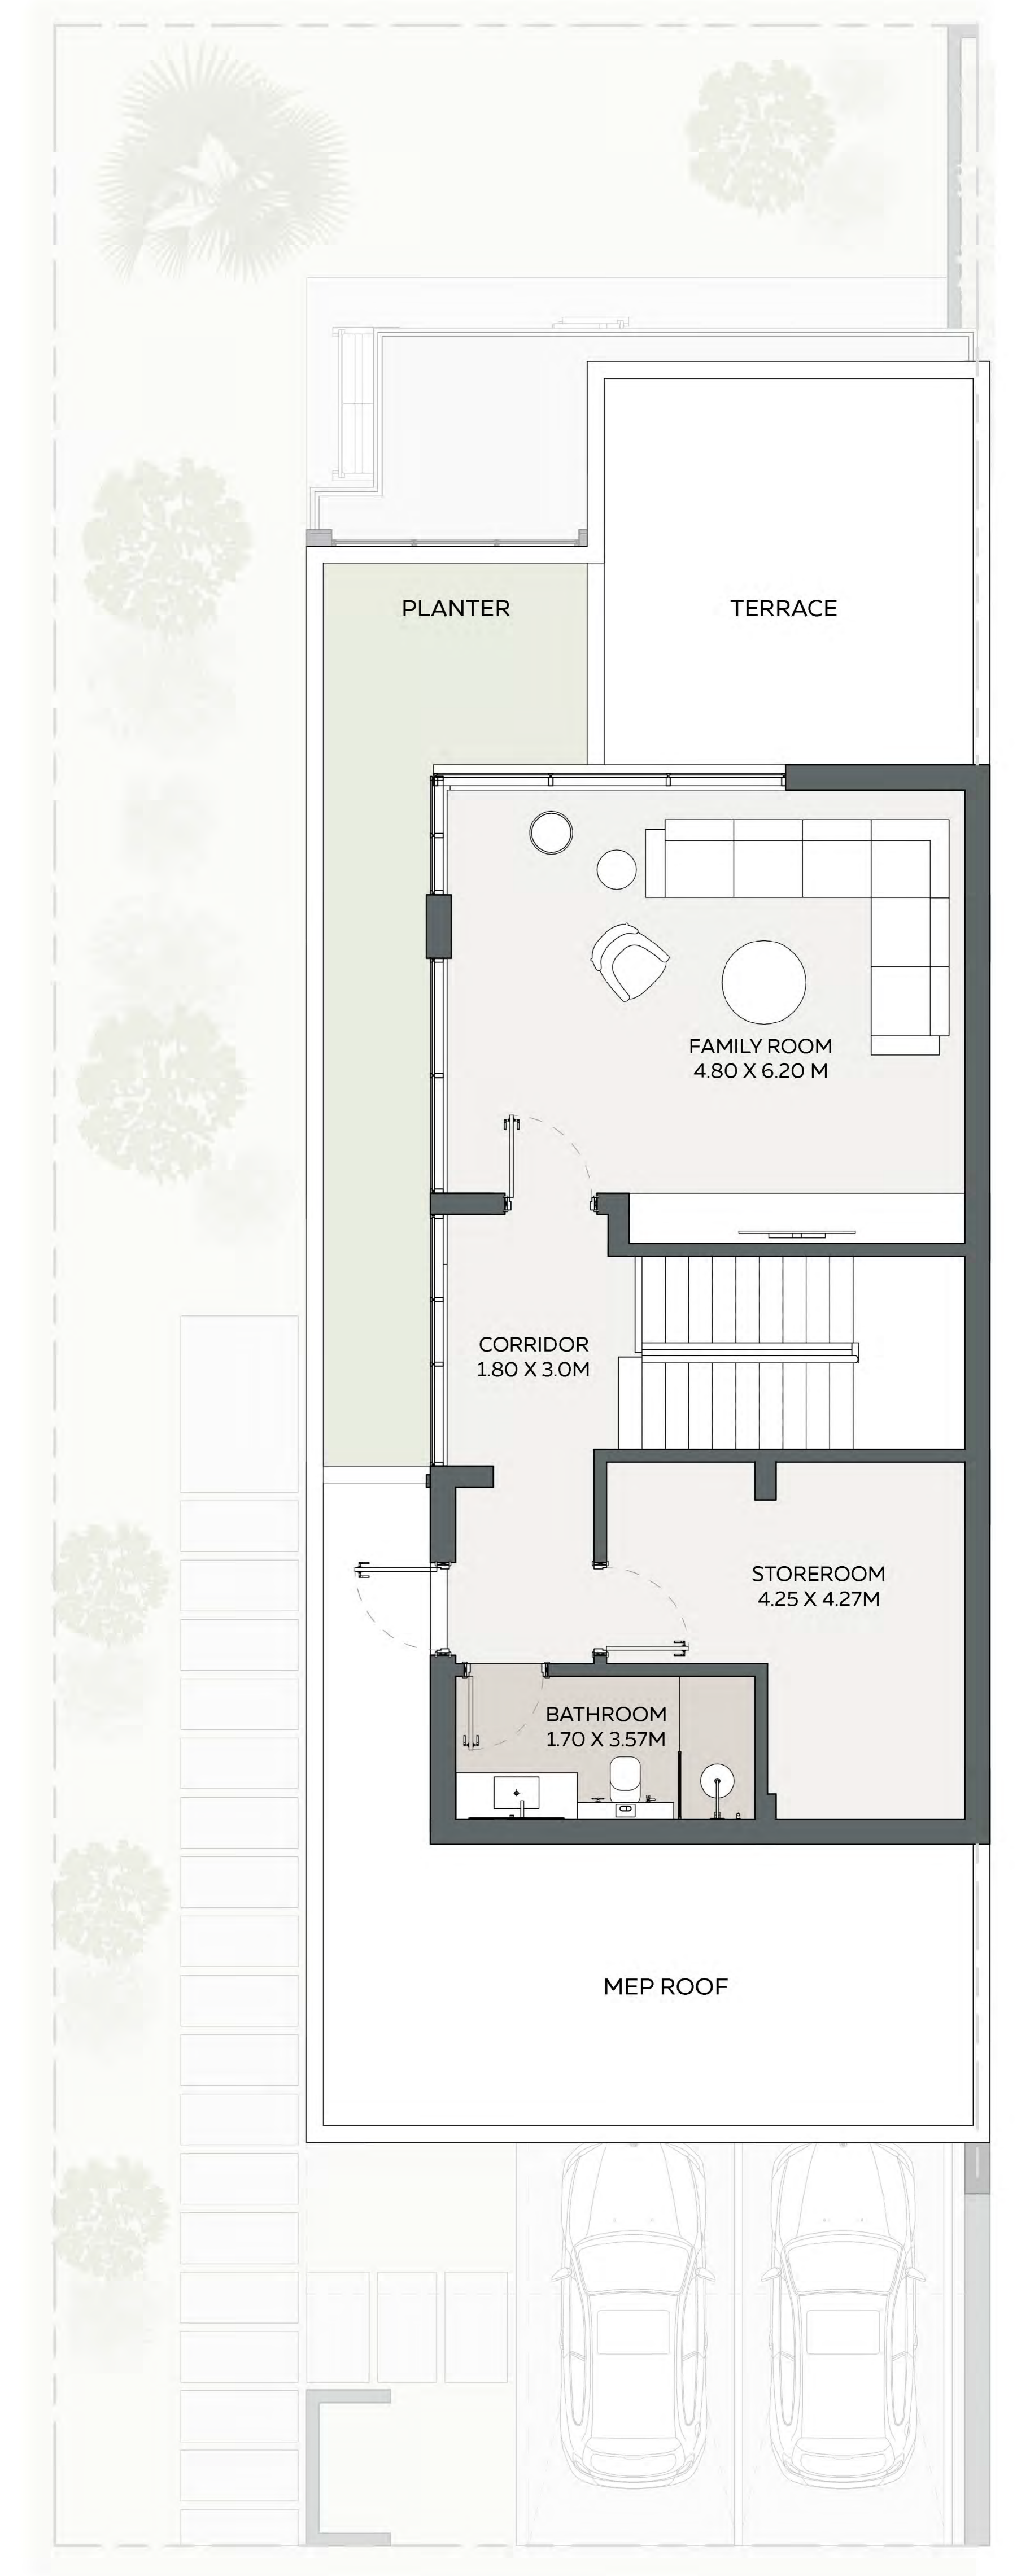 PLANTER
TERRACE
FAMILY ROOM
4.80 X 6.20 M
CORRIDOR
1.80 X 3.0M
STOREROOM
4.25 X 4.27M
BATHROOM
1.70 X 3.57M
MEP ROOF